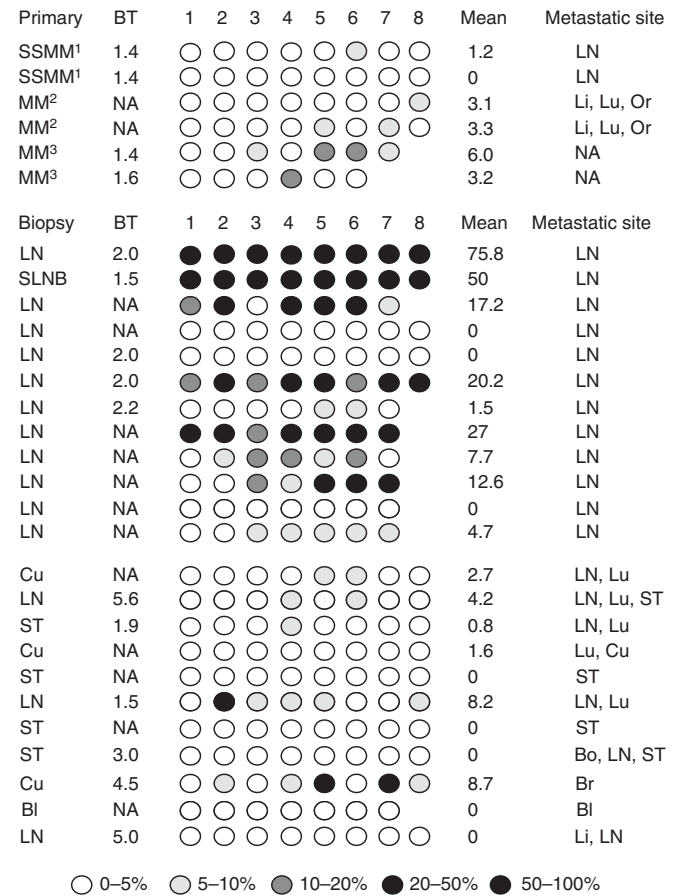 Primary BT 1 2 3 4 5 6 7 8 Mean Metastatic site
SSMM¹ 1.4 1.2 LN
SSMM¹ 1.4 0 LN
MM² NA 3.1 Li, Lu, Or
MM² NA 3.3 Li, Lu, Or
MM³ 1.4 6.0 NA
MM³ 1.6 3.2 NA
Biopsy BT 1 2 3 4 5 6 7 8 Mean Metastatic site
LN 2.0 75.8 LN
SLNB 1.5 50 LN
LN NA 17.2 LN
LN NA 0 LN
LN 2.0 0 LN
LN 2.0 20.2 LN
LN 2.2 1.5 LN
LN NA 27 LN
LN NA 7.7 LN
LN NA 12.6 LN
LN NA 0 LN
LN NA 4.7 LN
Cu NA 2.7 LN, Lu
LN 5.6 4.2 LN, Lu, ST
ST 1.9 0.8 LN, Lu
Cu NA 1.6 Lu, Cu
ST NA 0 ST
LN 1.5 8.2 LN, Lu
ST NA 0 ST
ST 3.0 0 Bo, LN, ST
Cu 4.5 8.7 Br
Bl NA 0 Bl
LN 5.0 0 Li, LN
0–5% 5–10% 10–20% 20–50% 50–100%